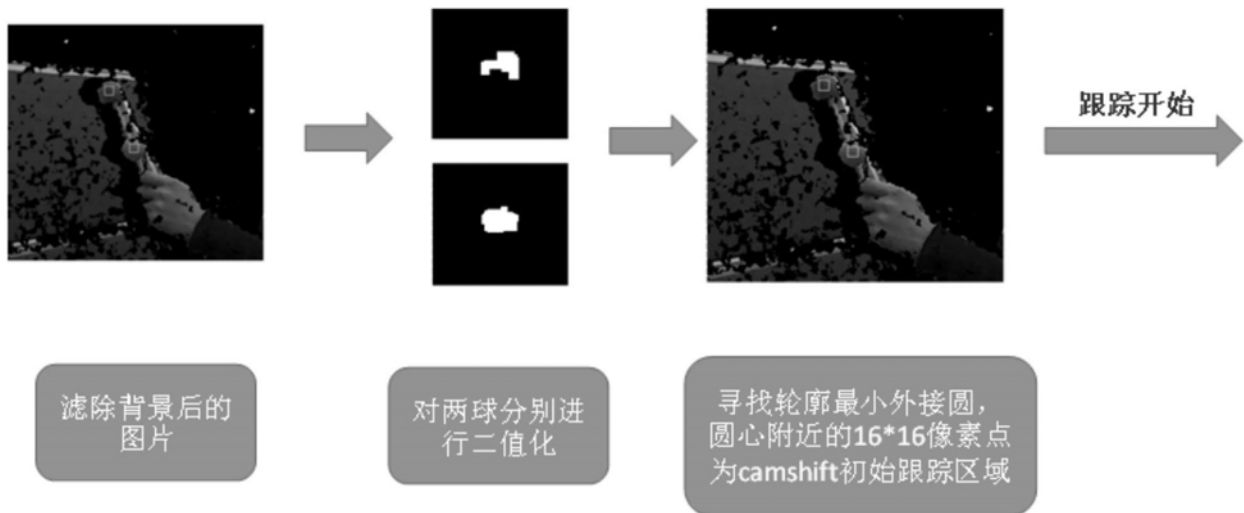 跟踪开始
滤除背景后的
图片
对两球分别进
行二值化
寻找轮廓最小外接圆，
圆心附近的16*16像素点
为camshift初始跟踪区域